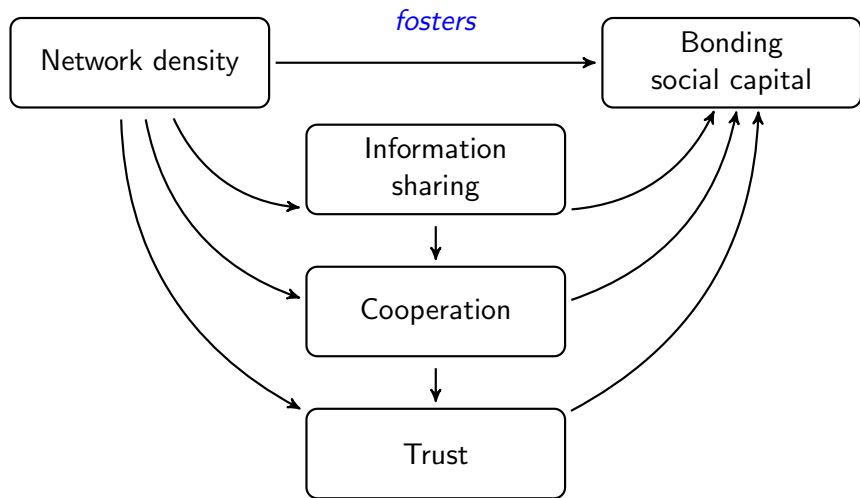 fosters
Network density
Bonding
social capital
Information
sharing
Cooperation
Trust